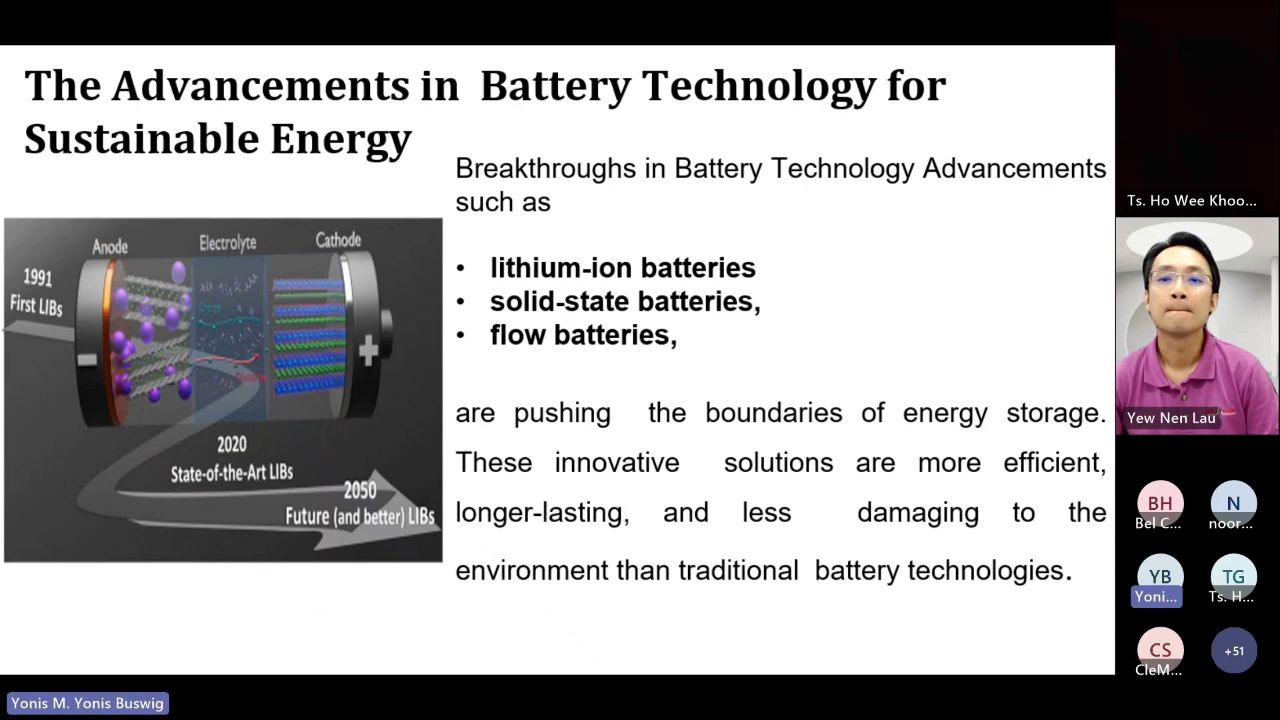 The Advancements in Battery Technology for
Sustainable Energy
Breakthroughs in Battery Technology Advancements
such as
• lithium-ion batteries
• solid-state batteries,
• flow batteries,
are pushing the boundaries of energy storage.
These innovative solutions are more efficient,
longer-lasting, and less damaging to the
environment than traditional battery technologies.
Anode
Electrolyte
Cathode
1991
First LIBs
Charge
2020
State-of-the-Art LIBs
2050
Future (and better) LIBs
Ts. Ho Wee Khoo...
Yew Nen Lau
BH
Bel C...
N
noor...
YB
Yoni...
TG
Ts. H...
CS
CleM...
+51
Yonis M. Yonis Buswig